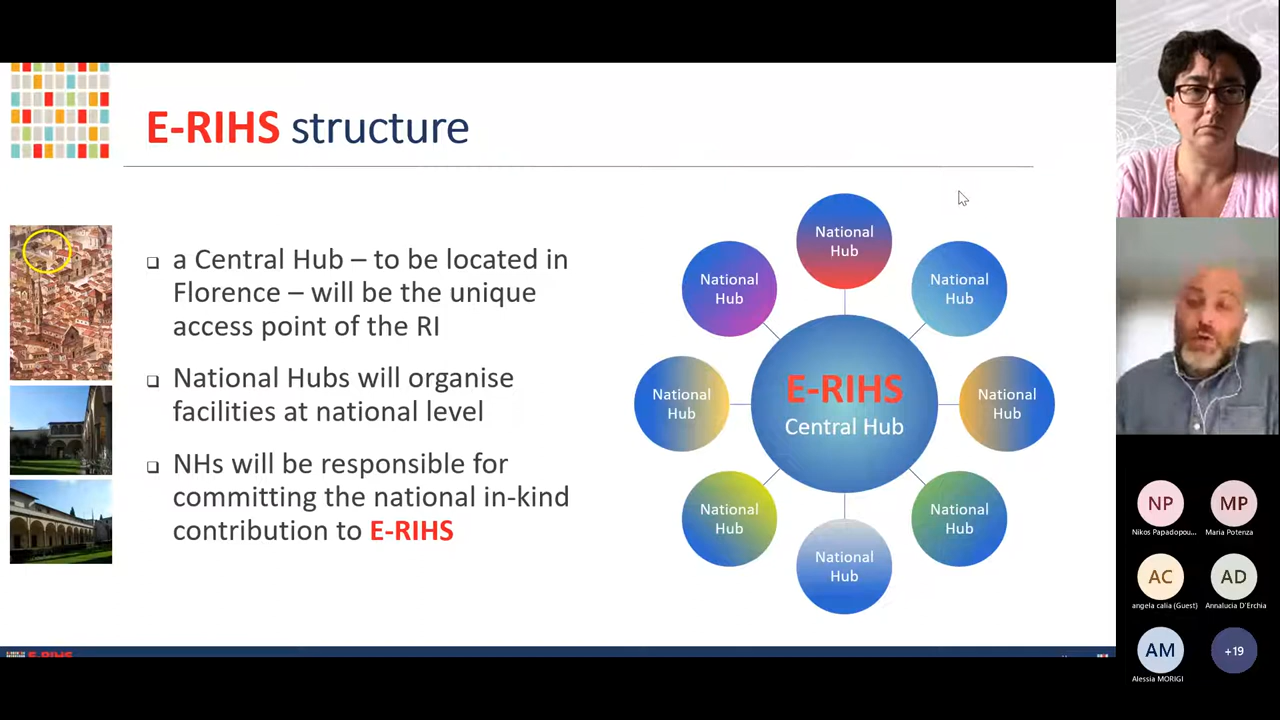 E-RIHS structure
a Central Hub – to be located in
Florence – will be the unique
access point of the RI
National Hubs will organise
facilities at national level
NHs will be responsible for
committing the national in-kind
contribution to E-RIHS
National
Hub
National
Hub
National
Hub
National
Hub
E-RIHS
Central Hub
National
Hub
National
Hub
National
Hub
National
Hub
E-RIHS
NP
Nikos Papadopou...
MP
Maria Potenza
AC
angela calia (Guest)
AD
Annalucia D'Erchia
AM
Alessia MORIGI
+19